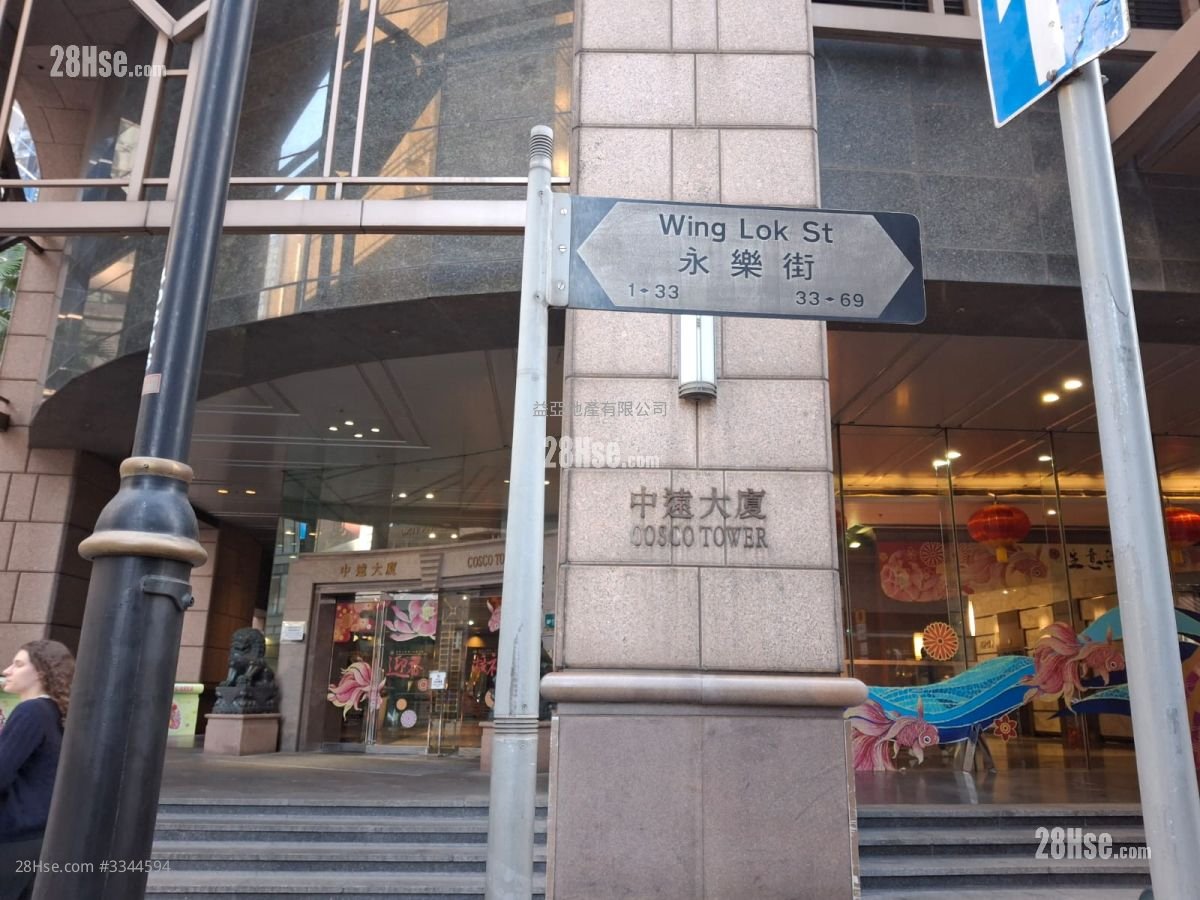 28Hse.com
Wing Lok St
永樂街
1→33
33→69
益亞地產有限公司
28Hse.com
中遠大廈
COSCO TOWER
中遠大廈
COSCO TO
生意
28Hse.com
28Hse.com #3344594